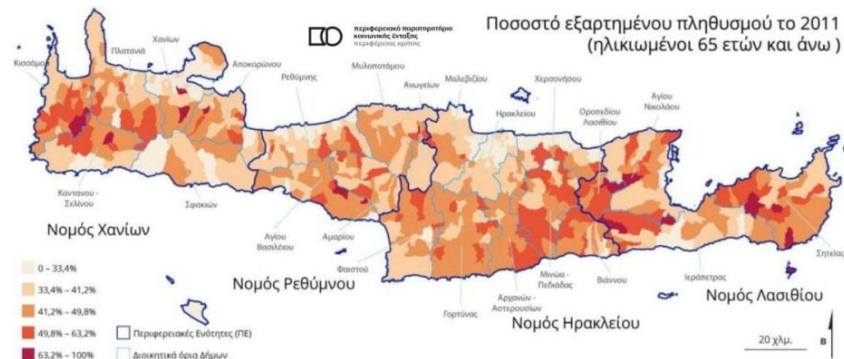 περιφερειακό παρατηρητήριο
κοινωνικής ένταξης
περιφέρειας κρήτης
Ποσοστό εξαρτημένου πληθυσμού το 2011
(ηλικιωμένοι 65 ετών και άνω )
Κισσάμου
Πλατανιά
Χανίων
Αποκορώνου
Ρεθύμνης
Μυλοποτάμου
Ανωγείων
Μαλεβιζίου
Ηρακλείου
Χερσονήσου
Οροπεδίου
Λασιθίου
Αγίου
Νικολάου
Καντανου -
Σελίνου
Σφακιών
Αγίου
Βασιλείου
Αμαρίου
Φαιστού
Γορτύνας
Αρχανών -
Αστερουσίων
Μινώα -
Πεδιάδας
Βιάννου
Ιεράπετρας
Σητείας
Νομός Χανίων
Νομός Ρεθύμνου
Νομός Ηρακλείου
Νομός Λασιθίου
0 – 33,4%
33,4% – 41,2%
41,2% – 49,8%
49,8% – 63,2%
63,2% – 100%
Περιφερειακές Ενότητες (ΠΕ)
Διοικητικά όρια Δήμων
20 χλμ.
Β